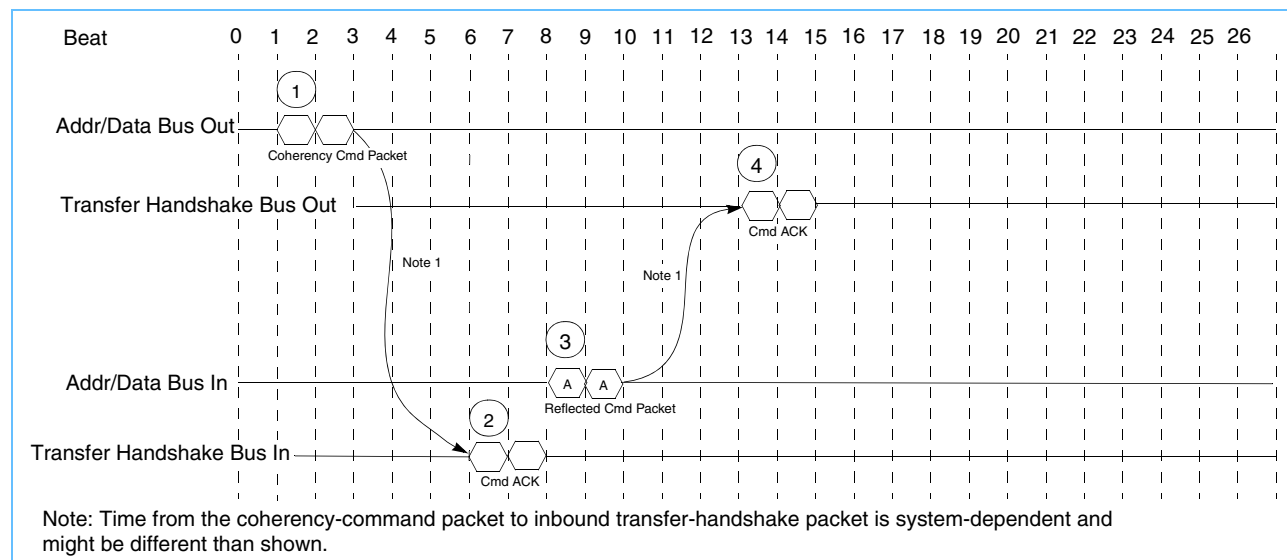 Beat 0 1 2 3 4 5 6 7 8 9 10 11 12 13 14 15 16 17 18 19 20 21 22 23 24 25 26
1
Addr/Data Bus Out
Coherency Cmd Packet
4
Transfer Handshake Bus Out
Cmd ACK
Note 1
Note 1
3
Addr/Data Bus In A A
Reflected Cmd Packet
2
Transfer Handshake Bus In
Cmd ACK
Note: Time from the coherency-command packet to inbound transfer-handshake packet is system-dependent and
might be different than shown.